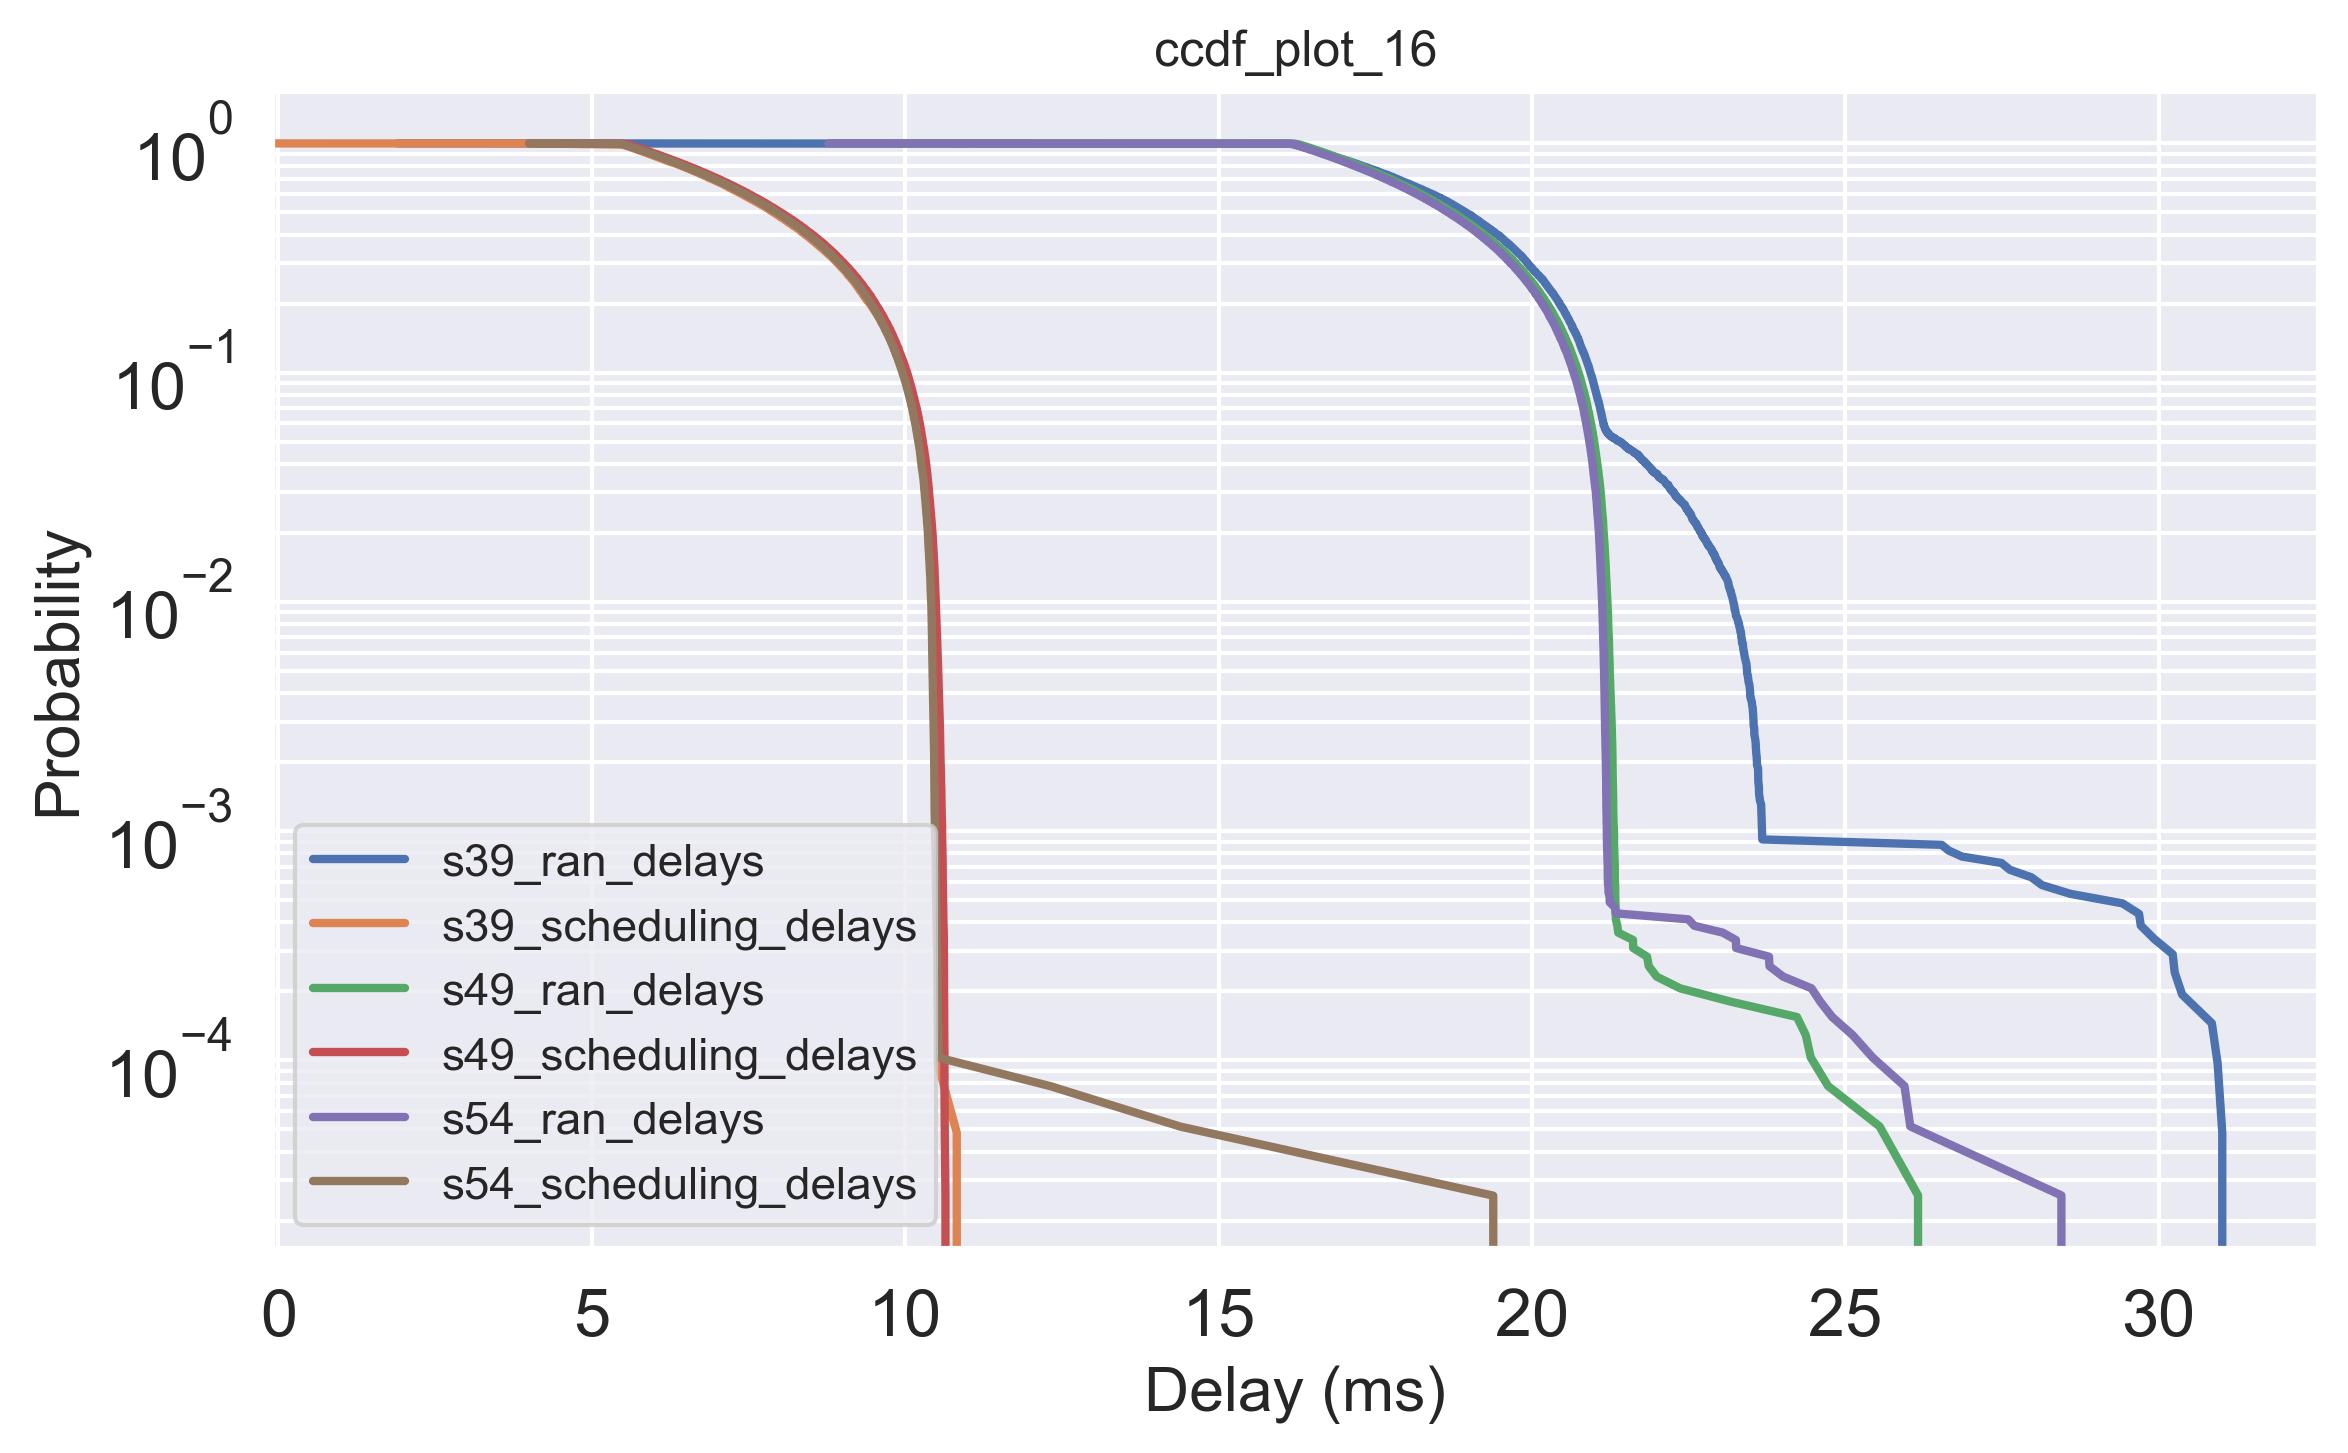 ccdf_plot_16
10^0
10^−1
10^−2
10^−3
10^−4
Probability
s39_ran_delays
s39_scheduling_delays
s49_ran_delays
s49_scheduling_delays
s54_ran_delays
s54_scheduling_delays
0 5 10 15 20 25 30
Delay (ms)